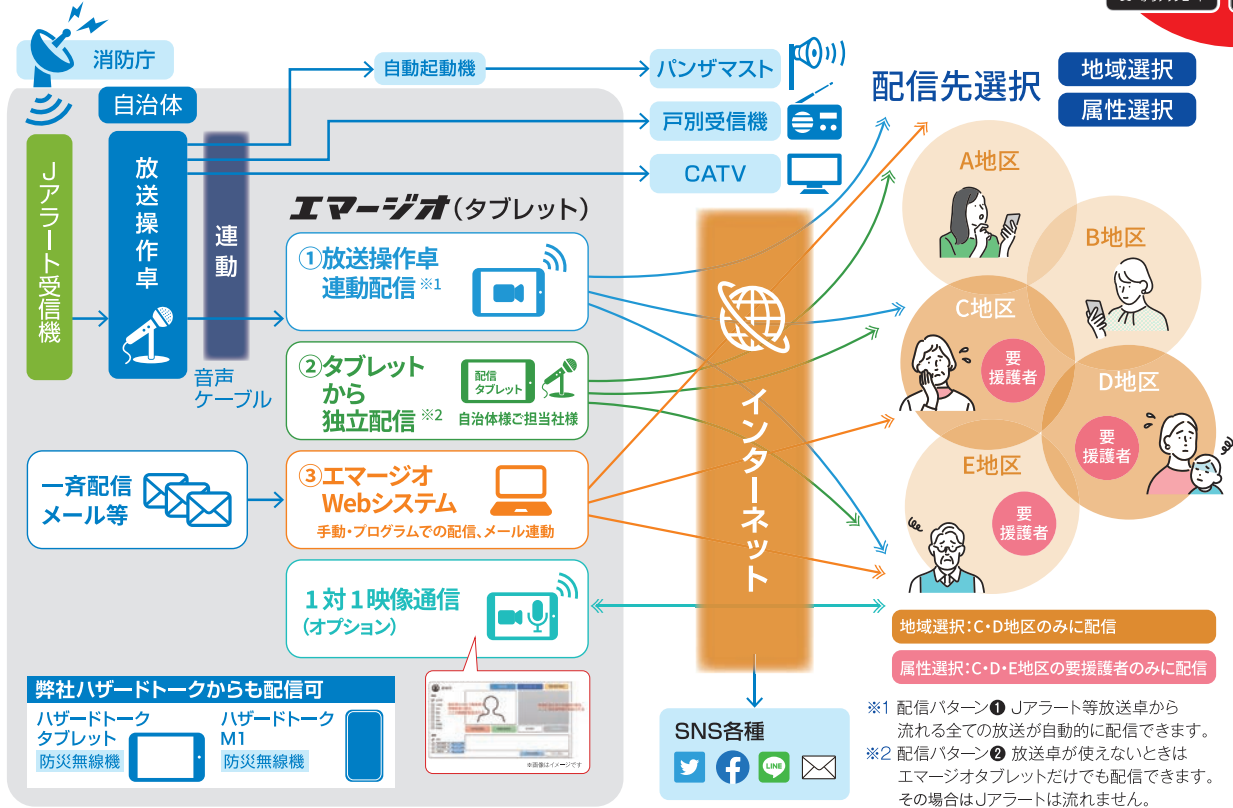 消防庁
自治体
Jアラート受信機
放送操作卓
連動
音声
ケーブル
自動起動機
パンザマスト
戸別受信機
CATV
エマージオ(タブレット)
①放送操作卓
連動配信※1
②タブレット
から
独立配信※2
配信
タブレット
自治体様ご担当社様
一斉配信
メール等
③エマージオ
Webシステム
手動・プログラムでの配信、メール連動
1対1映像通信
(オプション)
※画像はイメージです
弊社ハザードトークからも配信可
ハザードトーク
タブレット
防災無線機
ハザードトーク
M1
防災無線機
インターネット
SNS各種
LINE
配信先選択
地域選択
属性選択
A地区
B地区
C地区
要
援護者
D地区
要
援護者
E地区
要
援護者
地域選択:C・D地区のみに配信
属性選択:C・D・E地区の要援護者のみに配信
※1 配信パターン❶ Jアラート等放送卓から
流れる全ての放送が自動的に配信できます。
※2 配信パターン❷ 放送卓が使えないときは
エマージオタブレットだけでも配信できます。
その場合はJアラートは流れません。